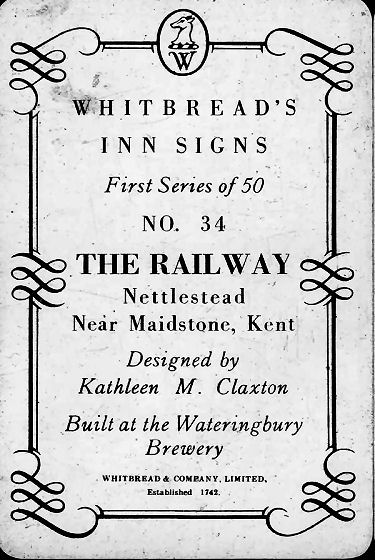 W
WHITBREAD'S
INN SIGNS
First Series of 50
NO. 34
THE RAILWAY
Nettlestead
Near Maidstone, Kent
Designed by
Kathleen M. Claxton
Built at the Wateringbury
Brewery
WHITBREAD & COMPANY, LIMITED,
Established 1742.